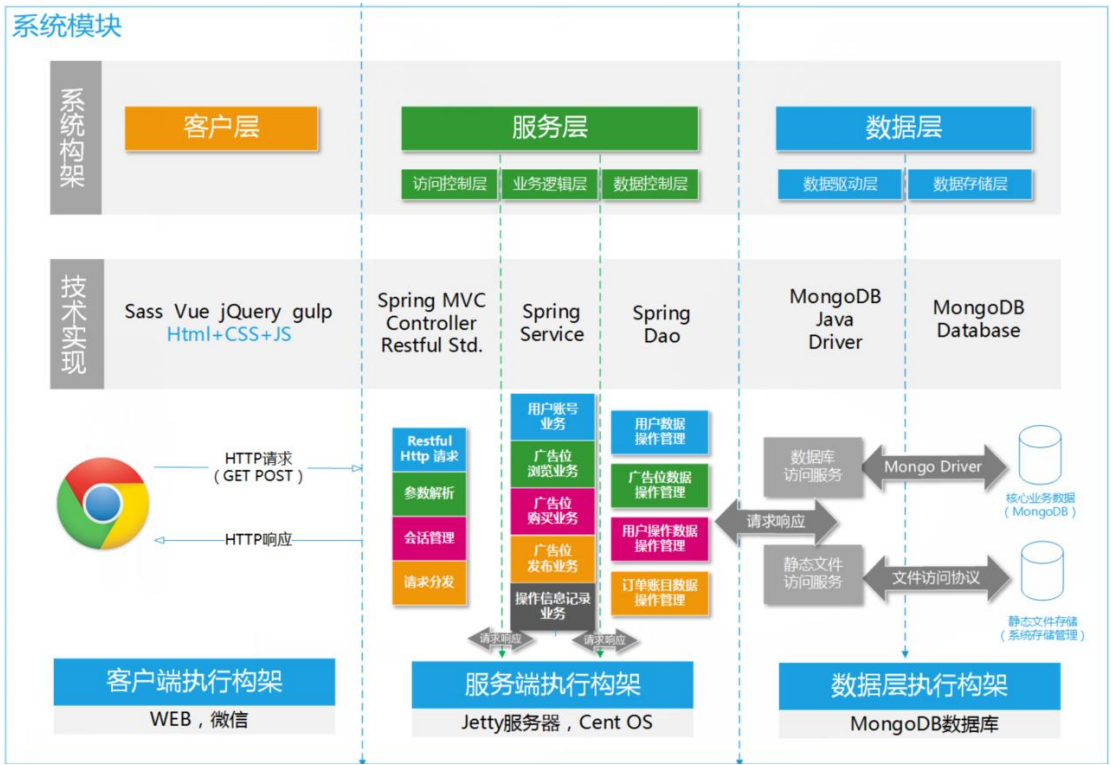 系统模块
系统构架
客户层
服务层
数据层
访问控制层
业务逻辑层
数据控制层
数据驱动层
数据存储层
技术实现
Sass Vue jQuery gulp
Html+CSS+JS
Spring MVC
Controller
Restful Std.
Spring
Service
Spring
Dao
MongoDB
Java
Driver
MongoDB
Database
HTTP请求
（GET POST）
HTTP响应
Restful
Http 请求
参数解析
会话管理
请求分发
用户账号
业务
广告位
浏览业务
广告位
购买业务
广告位
发布业务
操作信息记录
业务
用户数据
操作管理
广告位数据
操作管理
用户操作数据
操作管理
订单账目数据
操作管理
请求响应
请求响应
请求响应
数据库
访问服务
Mongo Driver
核心业务数据
（MongoDB）
静态文件
访问服务
文件访问协议
静态文件存储
（系统存储管理）
客户端执行构架
WEB，微信
服务端执行构架
Jetty服务器，Cent OS
数据层执行构架
MongoDB数据库